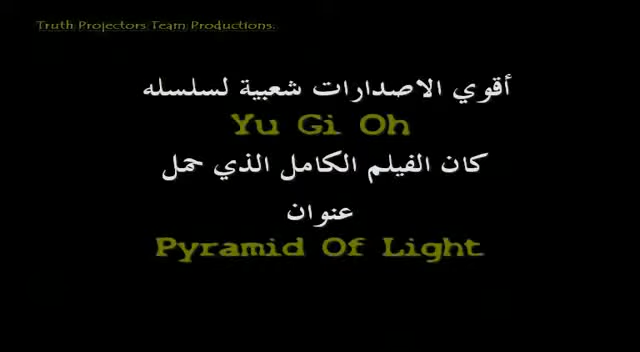 Truth Projectors Team Productions.
أقوي الاصدارات شعبية لسلسله
Yu Gi Oh
كان الفيلم الكامل الذي حمل
عنوان
Pyramid Of Light